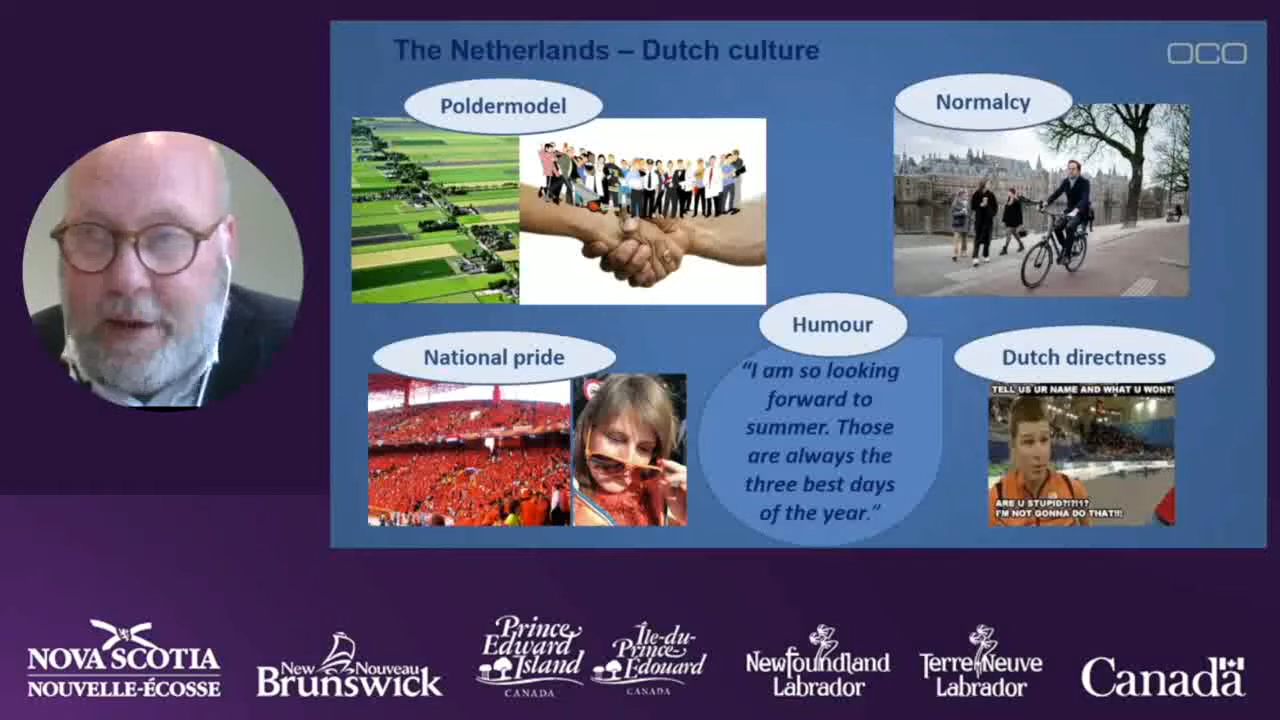 The Netherlands – Dutch culture
OCO
Poldermodel
Normalcy
National pride
Humour
"I am so looking
forward to
summer. Those
are always the
three best days
of the year."
Dutch directness
TELL US UR NAME AND WHAT U WON?!
ARE U STUPID?!?!1?
I'M NOT GONNA DO THAT!!!
NOVA SCOTIA
NOUVELLE-ÉCOSSE
New Nouveau
Brunswick
Prince
Edward
Island
CANADA
Île-du-
Prince
Édouard
CANADA
Newfoundland
Labrador
Terre-Neuve
Labrador
Canada